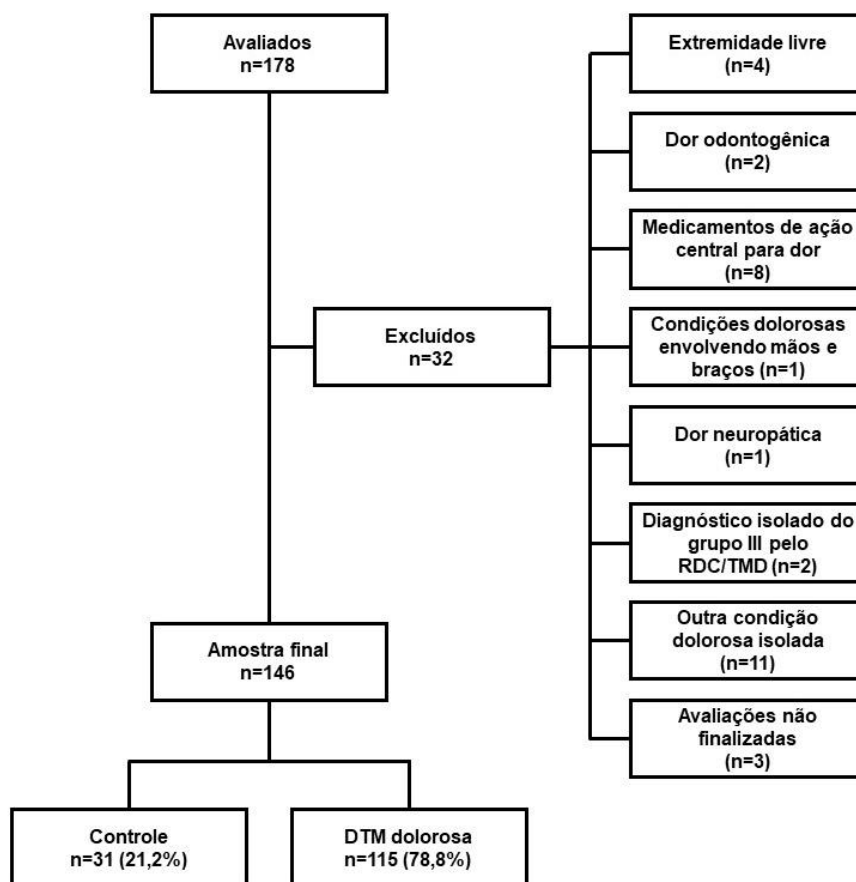 Avaliados
n=178
Extremidade livre
(n=4)
Dor odontogênica
(n=2)
Medicamentos de ação
central para dor
(n=8)
Excluídos
n=32
Condições dolorosas
envolvendo mãos e
braços (n=1)
Dor neuropática
(n=1)
Diagnóstico isolado do
grupo III pelo
RDC/TMD (n=2)
Outra condição
dolorosa isolada
(n=11)
Avaliações não
finalizadas
(n=3)
Amostra final
n=146
Controle
n=31 (21,2%)
DTM dolorosa
n=115 (78,8%)